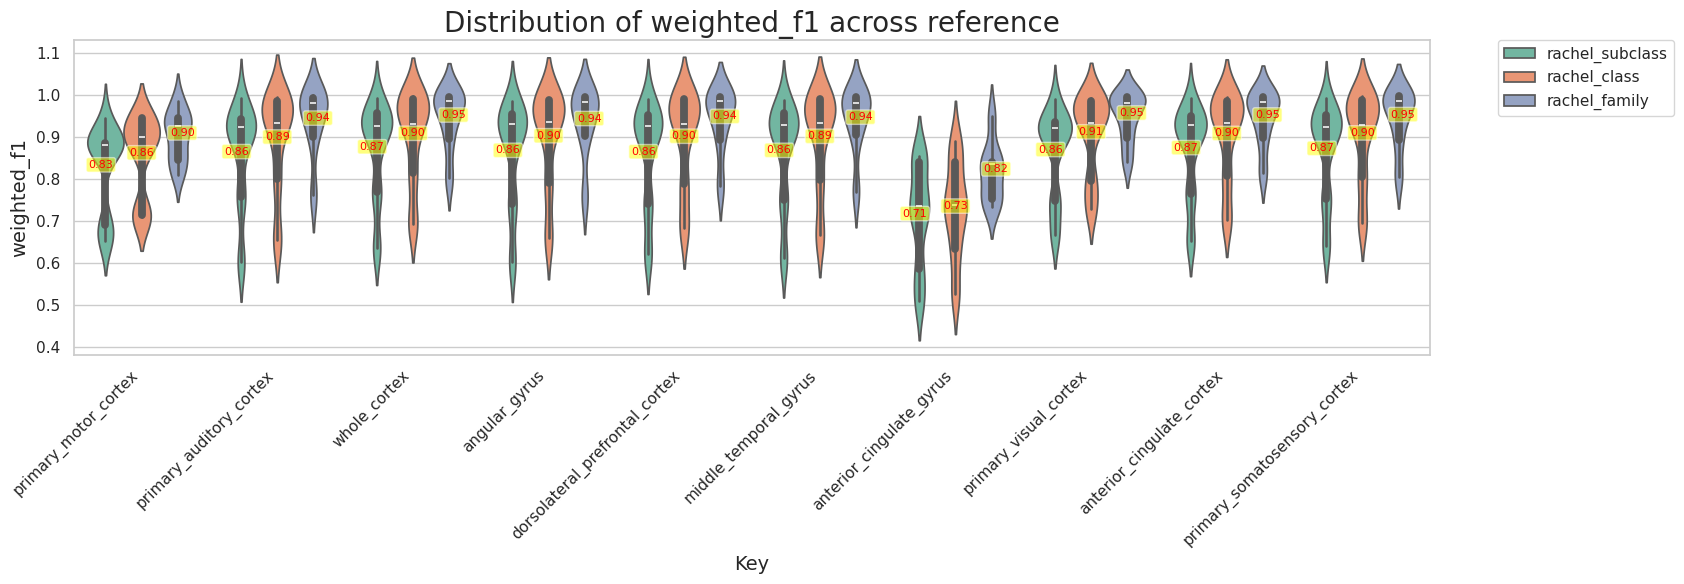 Distribution of weighted_f1 across reference
weighted_f1
1.1
1.0
0.9
0.8
0.7
0.6
0.5
0.4
0.83
0.86
0.90
0.86
0.89
0.94
0.87
0.90
0.95
0.86
0.90
0.94
0.86
0.90
0.94
0.86
0.89
0.94
0.71
0.73
0.82
0.86
0.91
0.95
0.87
0.90
0.95
0.87
0.90
0.95
primary_motor_cortex
primary_auditory_cortex
whole_cortex
angular_gyrus
dorsolateral_prefrontal_cortex
middle_temporal_gyrus
anterior_cingulate_gyrus
primary_visual_cortex
anterior_cingulate_cortex
primary_somatosensory_cortex
Key
rachel_subclass
rachel_class
rachel_family